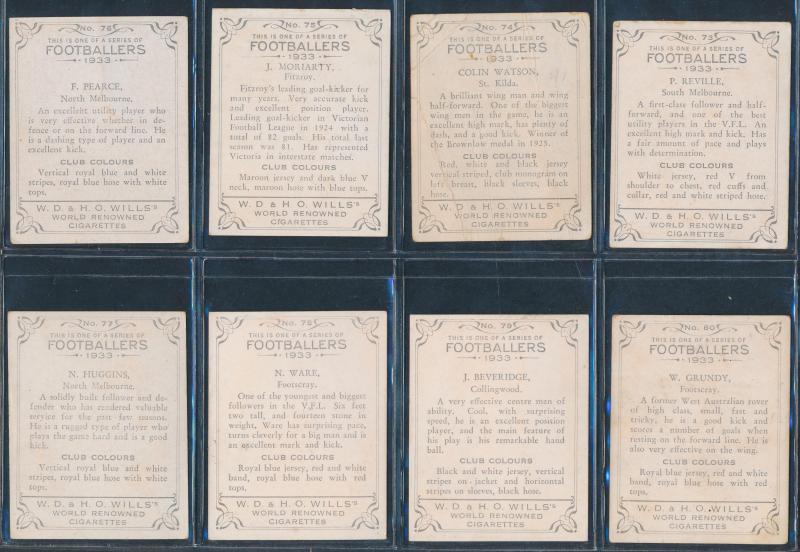 No. 76
THIS IS ONE OF A SERIES OF
FOOTBALLERS
1933
F. PEARCE,
North Melbourne.
An excellent utility player who
is very effective whether in de-
fence or on the forward line. He
is a dashing type of player and an
excellent kick.
CLUB COLOURS
Vertical royal blue and white
stripes, royal blue hose with white
tops.
W. D. & H. O. WILLS'S
WORLD RENOWNED
CIGARETTES
No. 75
THIS IS ONE OF A SERIES OF
FOOTBALLERS
1933
J. MORIARTY,
Fitzroy.
Fitzroy's leading goal-kicker for
many years. Very accurate kick
and excellent position player.
Leading goal-kicker in Victorian
Football League in 1924 with a
total of 82 goals. His total last
season was 81. Has represented
Victoria in interstate matches.
CLUB COLOURS
Maroon jersey and dark blue V
neck, maroon hose with blue tops.
W. D. & H. O. WILLS'S
WORLD RENOWNED
CIGARETTES
No. 74
THIS IS ONE OF A SERIES OF
FOOTBALLERS
1933
COLIN WATSON,
St. Kilda.
A brilliant wing man and wing
half-forward. One of the biggest
wing men in the game, he is an
excellent high mark, has plenty of
dash, and a good kick. Winner of
the Brownlow medal in 1925.
CLUB COLOURS
Red, white and black jersey
vertical striped, club monogram on
left breast, black sleeves, black
hose.
W. D. & H. O. WILLS'S
WORLD RENOWNED
CIGARETTES
No. 73
THIS IS ONE OF A SERIES OF
FOOTBALLERS
1933
P. REVILLE,
South Melbourne.
A first-class follower and half-
forward, and one of the best
utility players in the V.F.L. An
excellent high mark and kick. Has
a fair amount of pace and plays
with determination.
CLUB COLOURS
White jersey, red V from
shoulder to chest, red cuffs and
collar, red and white striped hose.
W. D. & H. O. WILLS'S
WORLD RENOWNED
CIGARETTES
No. 77
THIS IS ONE OF A SERIES OF
FOOTBALLERS
1933
N. HUGGINS,
North Melbourne.
A solidly built follower and de-
fender who has rendered valuable
service for the past few seasons.
He is a rugged type of player who
plays the game hard and is a good
kick.
CLUB COLOURS
Vertical royal blue and white
stripes, royal blue hose with white
tops.
W. D. & H. O. WILLS'S
WORLD RENOWNED
CIGARETTES
No. 78
THIS IS ONE OF A SERIES OF
FOOTBALLERS
1933
N. WARE,
Footscray.
One of the youngest and biggest
followers in the V.F.L. Six feet
two tall, and fourteen stone in
weight, Ware has surprising pace,
turns cleverly for a big man and is
an excellent mark and kick.
CLUB COLOURS
Royal blue jersey, red and white
band, royal blue hose with red
tops.
W. D. & H. O. WILLS'S
WORLD RENOWNED
CIGARETTES
No. 79
THIS IS ONE OF A SERIES OF
FOOTBALLERS
1933
J. BEVERIDGE,
Collingwood.
A very effective centre men of
ability. Cool, with surprising
speed, he is an excellent position
player, and the main feature of
his play is his remarkable hand
ball.
CLUB COLOURS
Black and white jersey, vertical
stripes on jacket and horizontal
stripes on sleeves, black hose.
W. D. & H. O. WILLS'S
WORLD RENOWNED
CIGARETTES
No. 80
THIS IS ONE OF A SERIES OF
FOOTBALLERS
1933
W. GRUNDY,
Footscray.
A former West Australian rover
of high class, small, fast and
tricky, he is a good kick and
scores a number of goals when
resting on the forward line. He is
also very effective on the wing.
CLUB COLOURS
Royal blue jersey, red and white
band, royal blue hose with red
tops.
W. D. & H. O. WILLS'S
WORLD RENOWNED
CIGARETTES